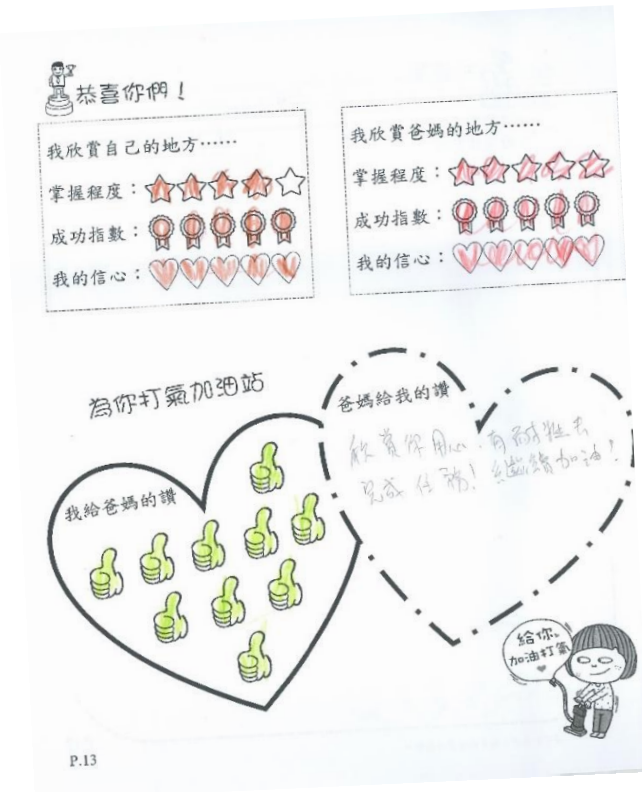 恭喜你們！
我欣賞自己的地方……
掌握程度：
成功指數：
我的信心：
我欣賞爸媽的地方……
掌握程度：
成功指數：
我的信心：
為你打氣加油站
我給爸媽的讚
爸媽給我的讚
欣賞你用心，有耐性去
完成任務！繼續加油！
給你
加油打氣
P.13